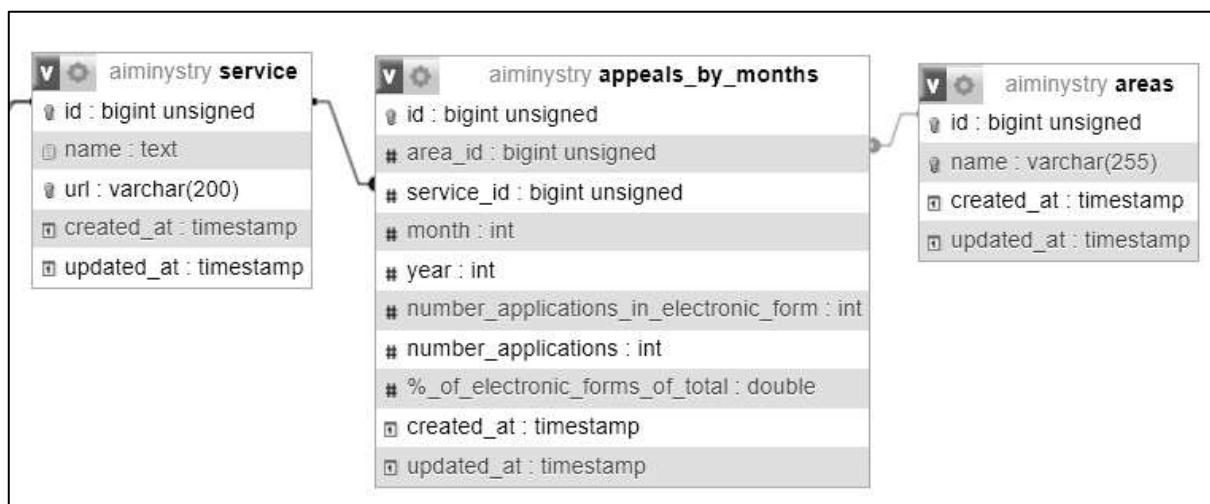 v aiministry service
id : bigint unsigned
name : text
url : varchar(200)
created_at : timestamp
updated_at : timestamp
v aiminystry appeals_by_months
id : bigint unsigned
# area_id : bigint unsigned
# service_id : bigint unsigned
# month : int
# year : int
# number_applications_in_electronic_form : int
# number_applications : int
# %_of_electronic_forms_of_total : double
created_at : timestamp
updated_at : timestamp
v aiminystry areas
id : bigint unsigned
name : varchar(255)
created_at : timestamp
updated_at : timestamp